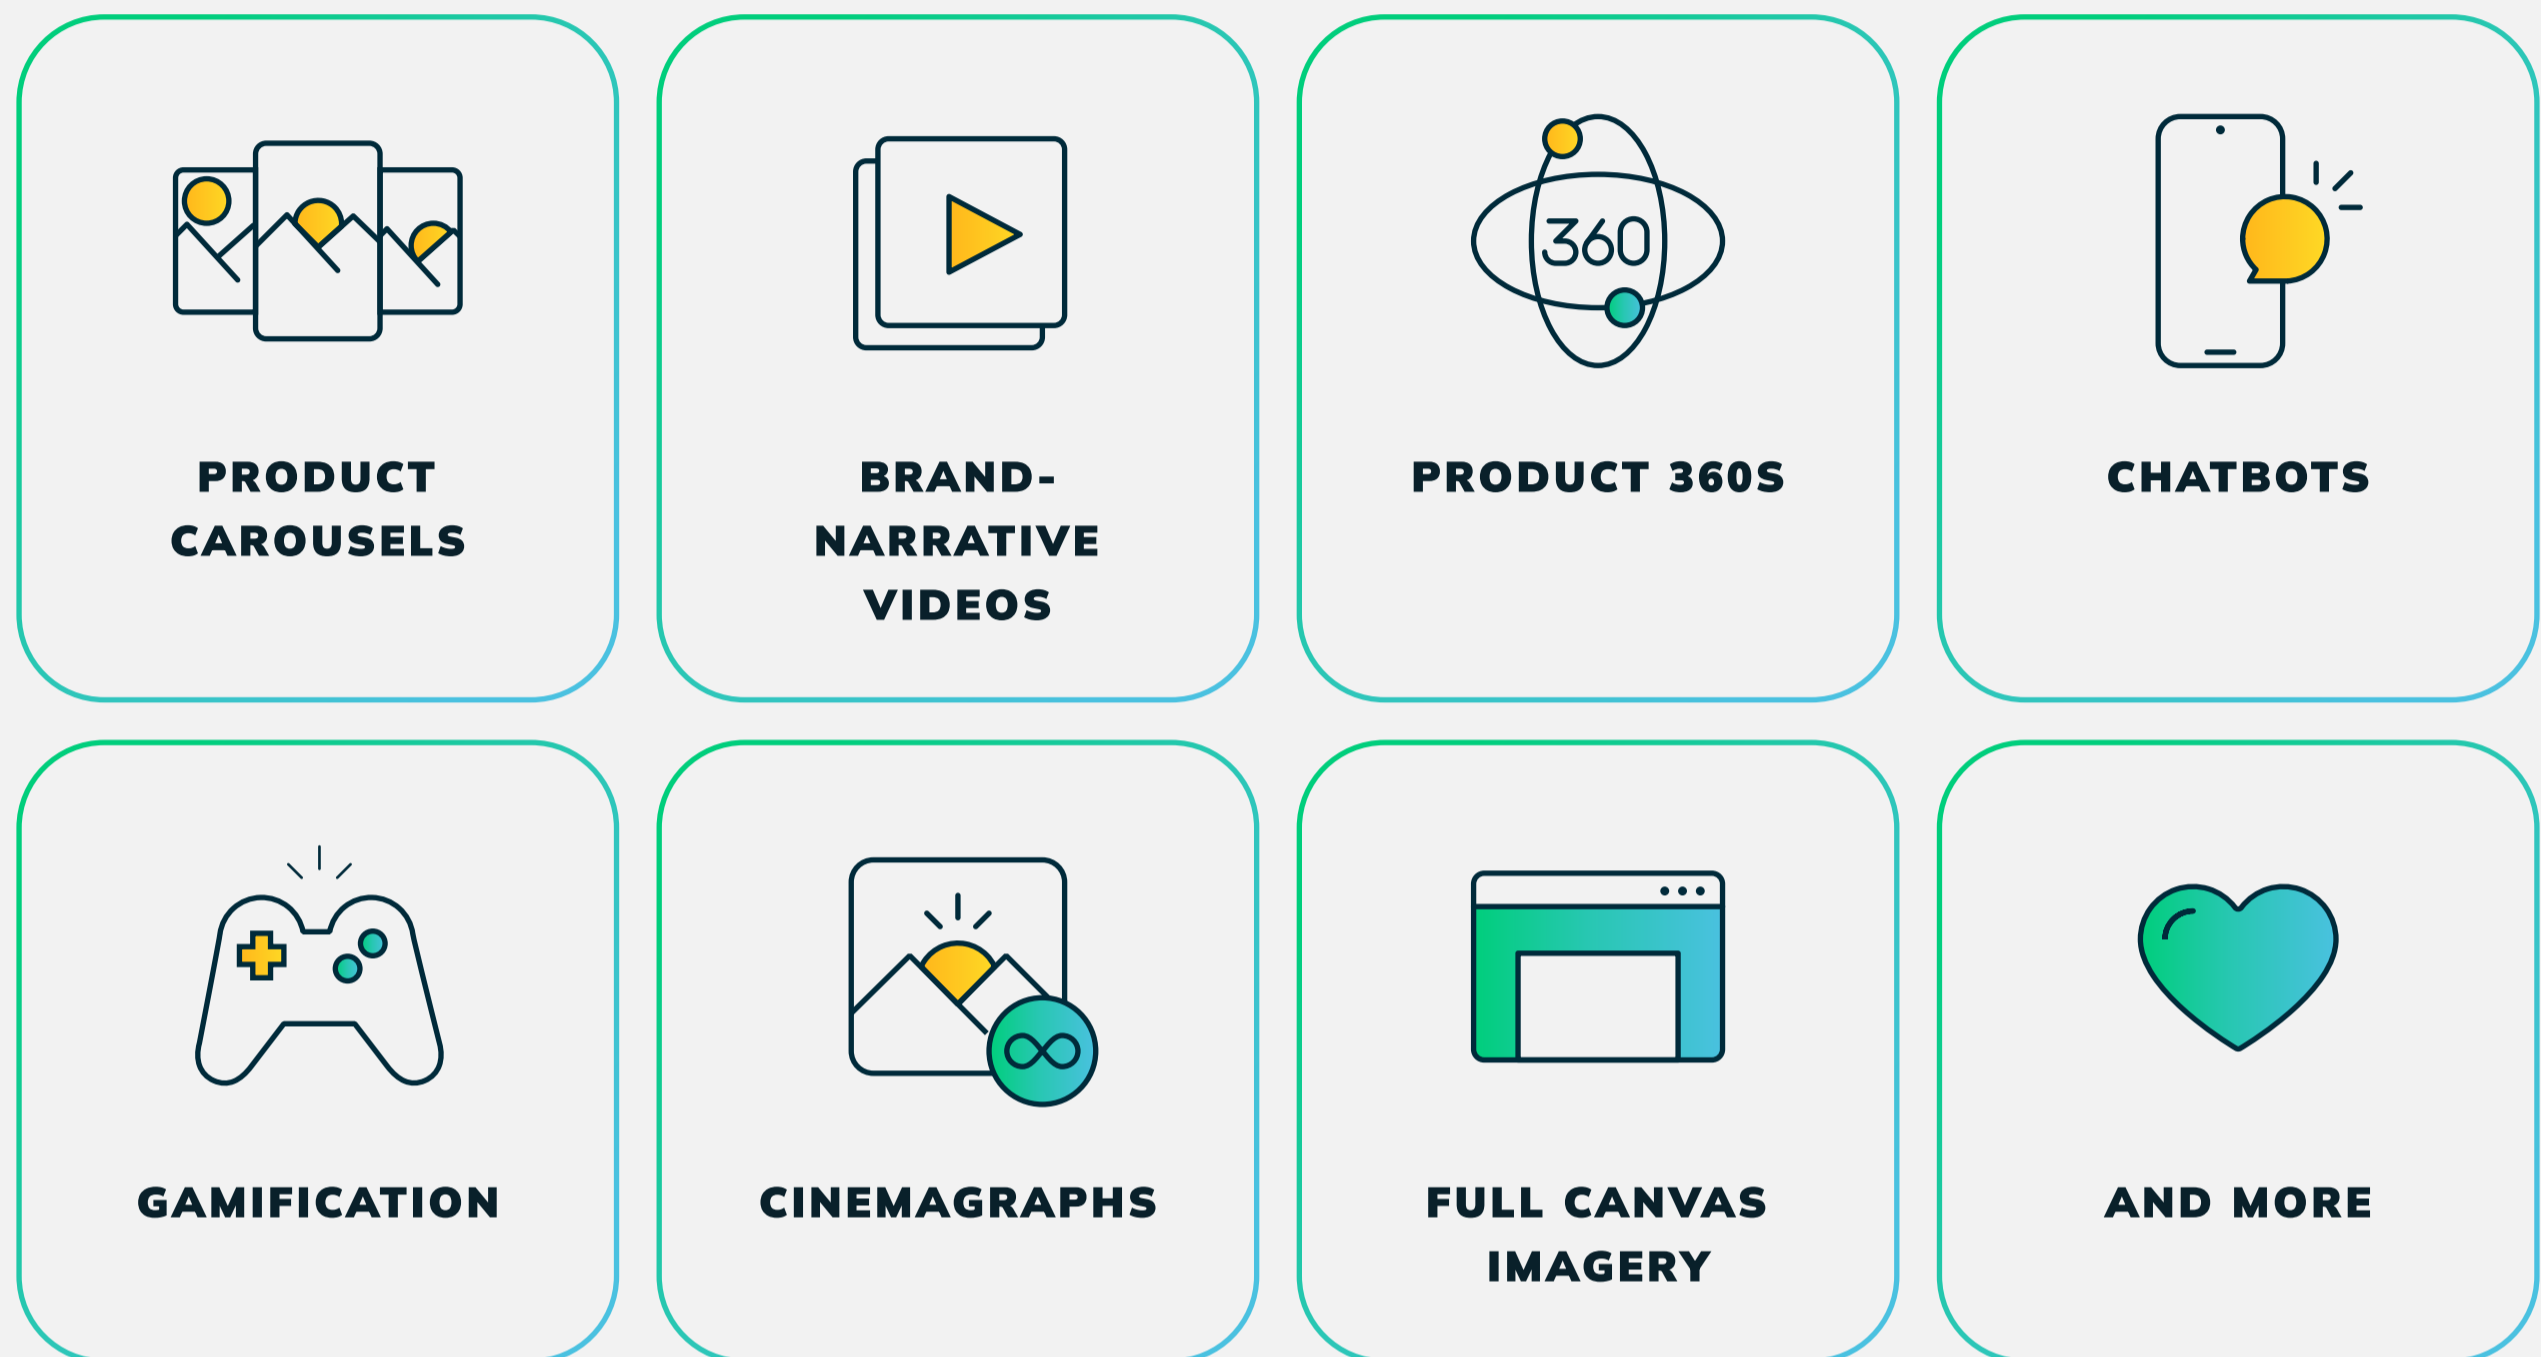 360
PRODUCT
CAROUSELS
BRAND-
NARRATIVE
VIDEOS
PRODUCT 360S
CHATBOTS
GAMIFICATION
CINEMAGRAPHS
FULL CANVAS
IMAGERY
AND MORE